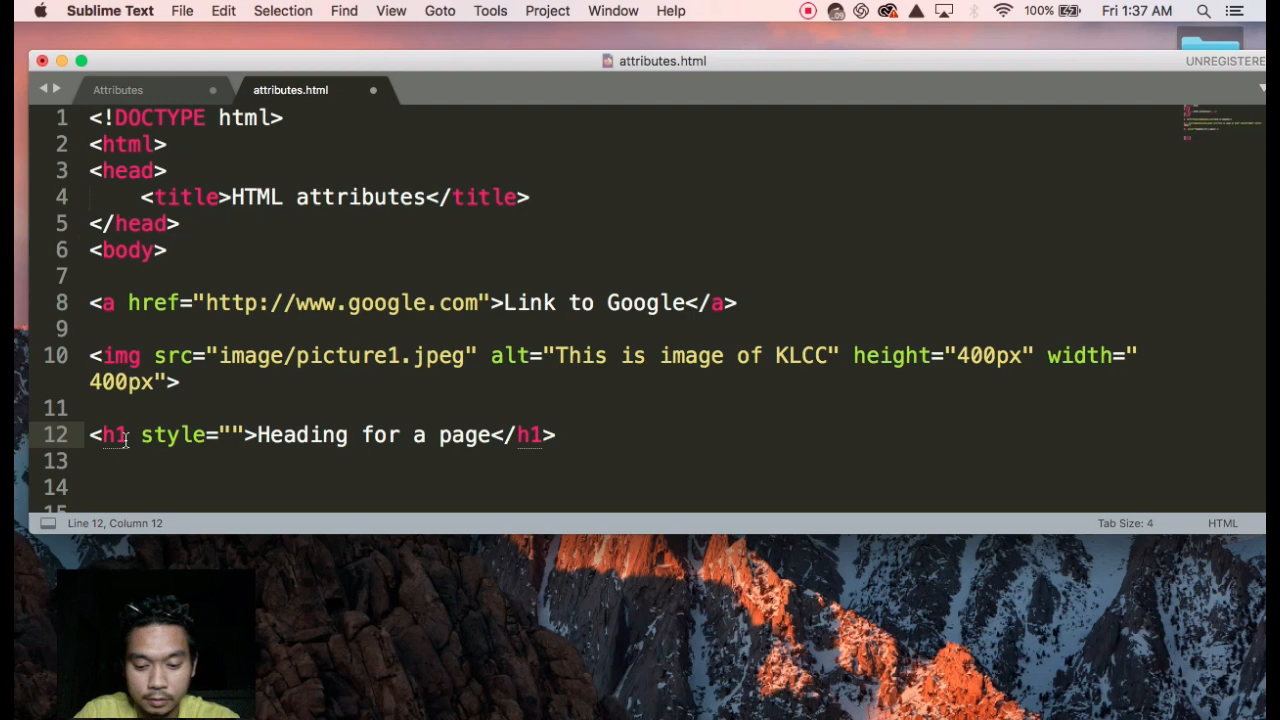 Sublime Text File Edit Selection Find View Goto Tools Project Window Help 100% Fri 1:37 AM
attributes.html UNREGISTERE
Attributes attributes.html
1 <!DOCTYPE html>
2 <html>
3 <head>
4 <title>HTML attributes</title>
5 </head>
6 <body>
7
8 <a href="http://www.google.com">Link to Google</a>
9
10 <img src="image/picture1.jpeg" alt="This is image of KLCC" height="400px" width="
400px">
11
12 <h1 style="">Heading for a page</h1>
13
14
15
Line 12, Column 12 Tab Size: 4 HTML